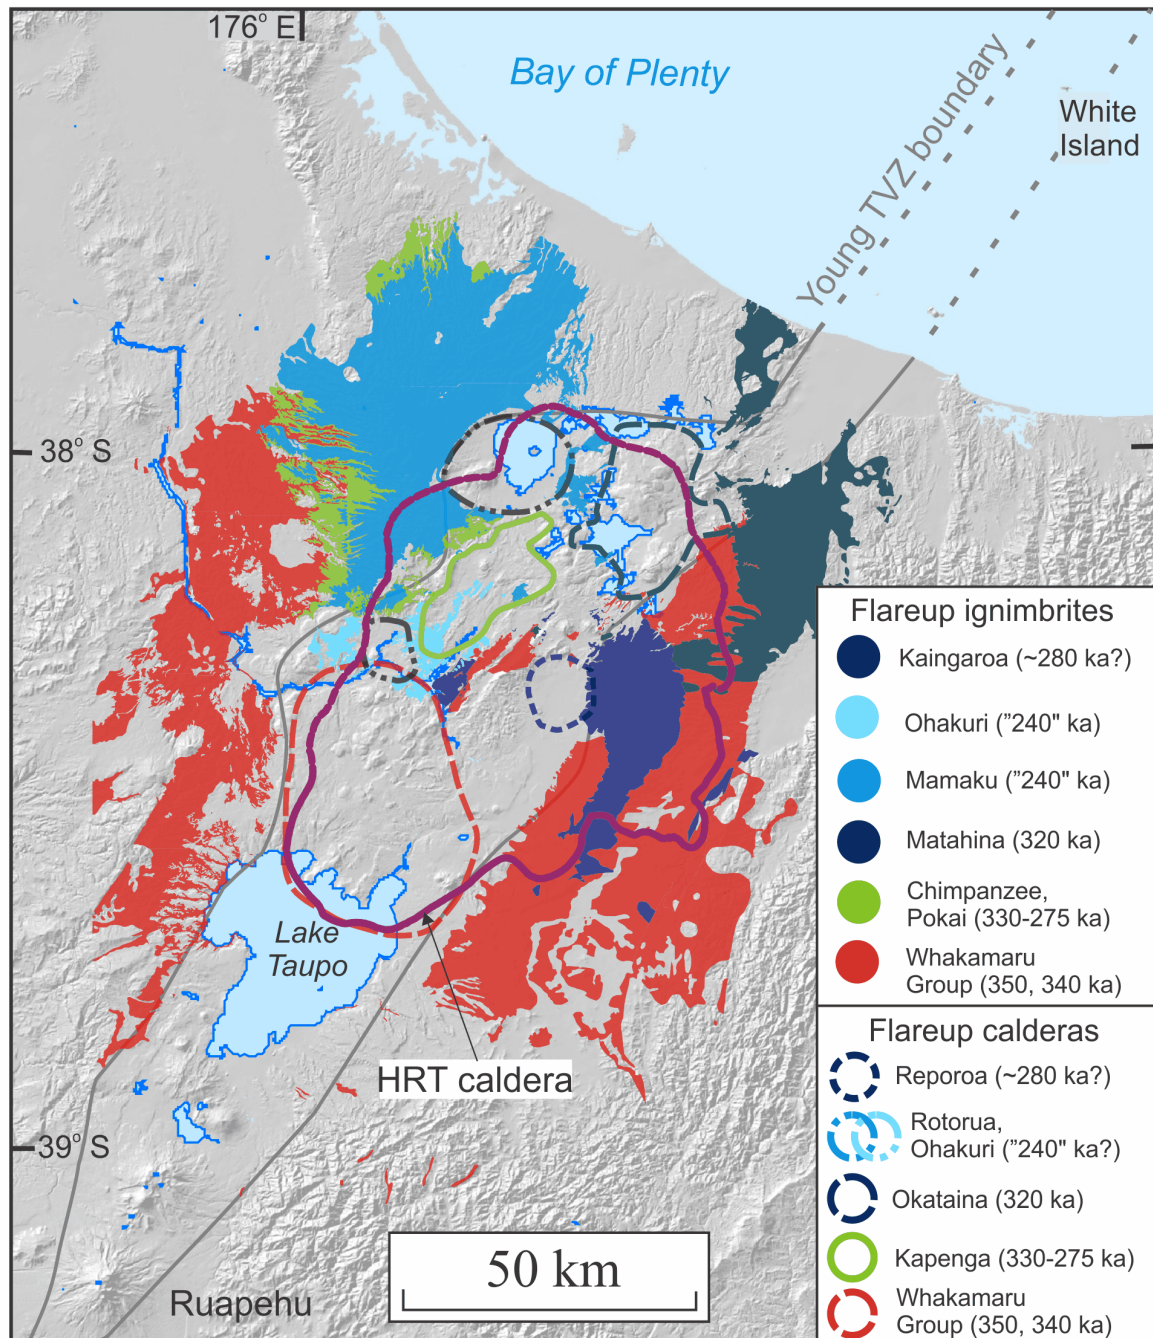 176° E
Bay of Plenty
Young TVZ boundary
White
Island
38° S
Lake
Taupo
HRT caldera
39° S
Ruapehu
50 km
Flareup ignimbrites
Kaingaroa (~280 ka?)
Ohakuri ("240" ka)
Mamaku ("240" ka)
Matahina (320 ka)
Chimpanzee,
Pokai (330-275 ka)
Whakamaru
Group (350, 340 ka)
Flareup calderas
Reporoa (~280 ka?)
Rotorua,
Ohakuri ("240" ka?)
Okataina (320 ka)
Kapenga (330-275 ka)
Whakamaru
Group (350, 340 ka)